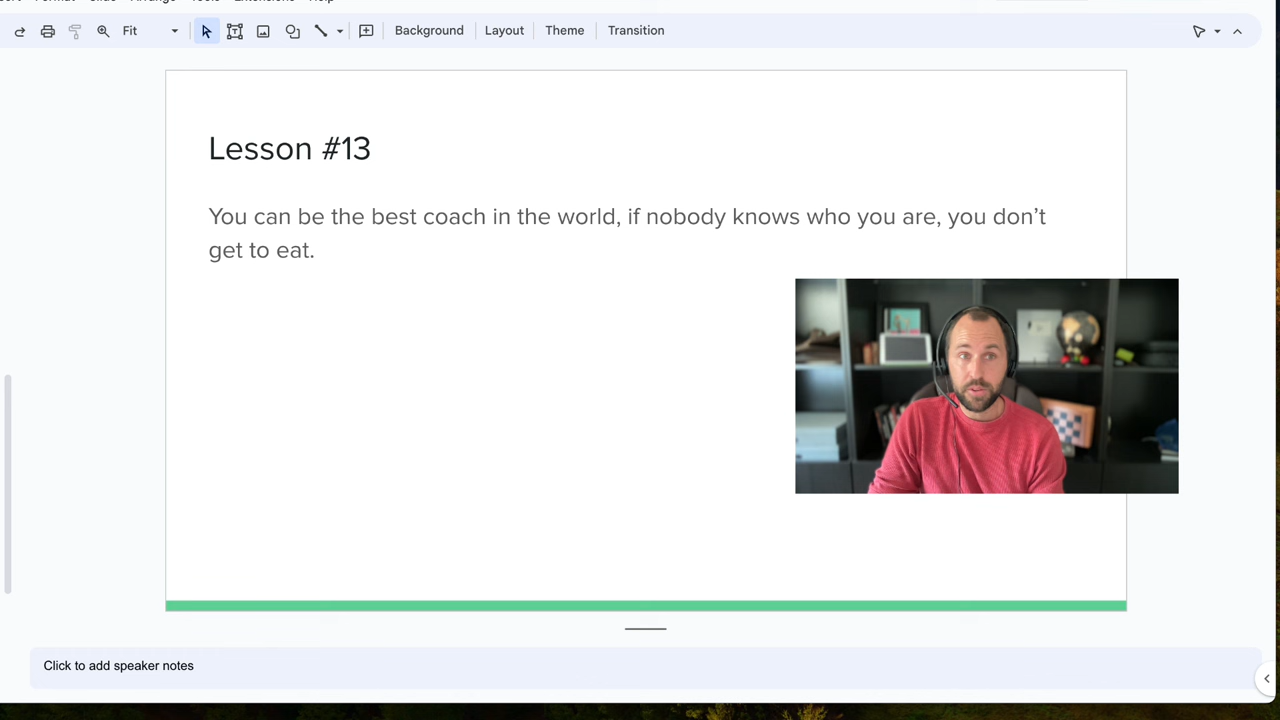 Fit
Background
Layout
Theme
Transition
Lesson #13
You can be the best coach in the world, if nobody knows who you are, you don’t
get to eat.
Click to add speaker notes